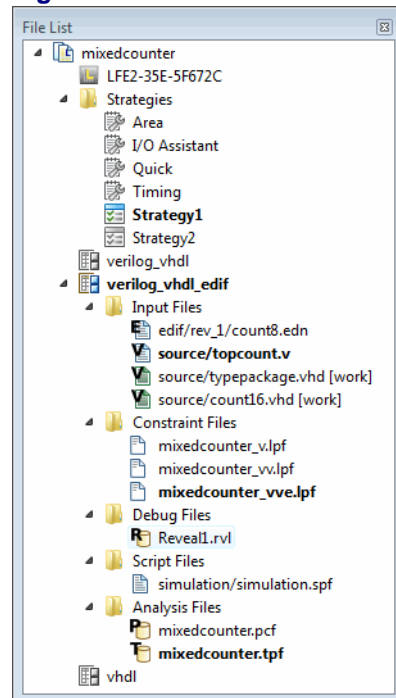 File List
mixedcounter
LFE2-35E-5F672C
Strategies
Area
I/O Assistant
Quick
Timing
Strategy1
Strategy2
verilog_vhdl
verilog_vhdl_edif
Input Files
edif/rev_1/count8.edn
source/topcount.v
source/typepackage.vhd [work]
source/count16.vhd [work]
Constraint Files
mixedcounter_v.lpf
mixedcounter_vv.lpf
mixedcounter_vve.lpf
Debug Files
Reveal1.rvl
Script Files
simulation/simulation.spf
Analysis Files
mixedcounter.pcf
mixedcounter.tpf
vhdl